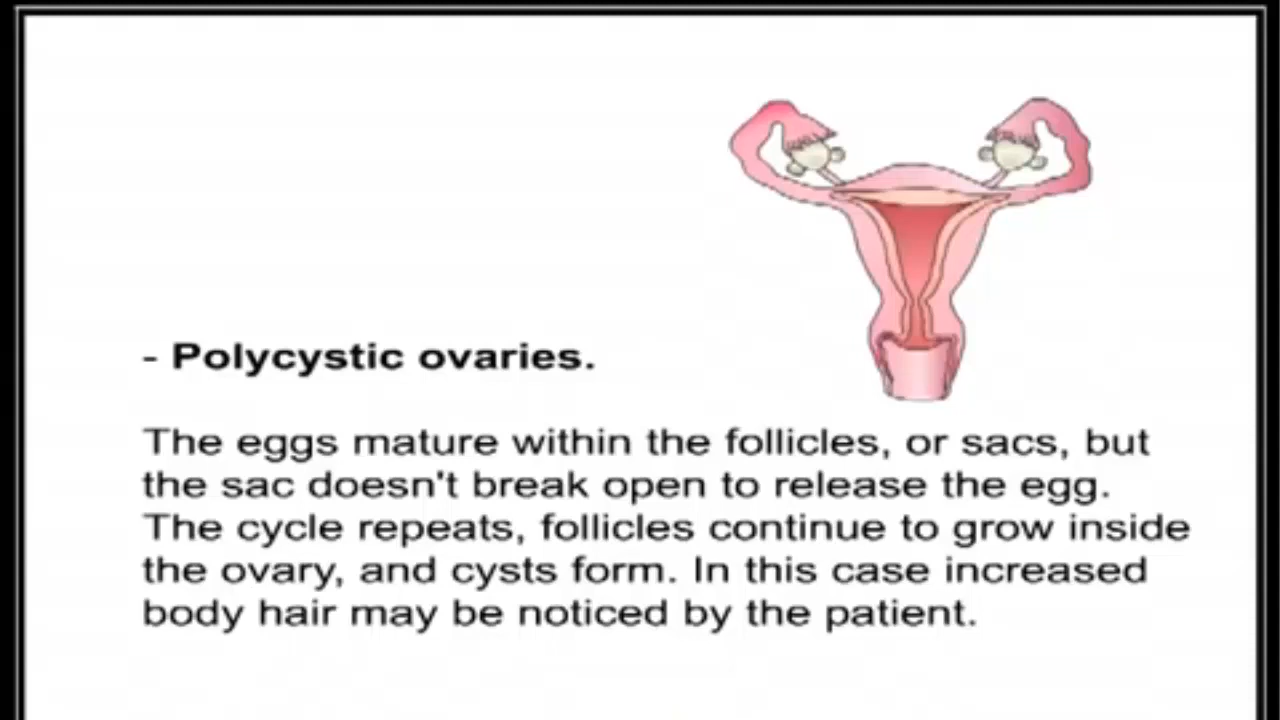 - Polycystic ovaries.
The eggs mature within the follicles, or sacs, but
the sac doesn't break open to release the egg.
The cycle repeats, follicles continue to grow inside
the ovary, and cysts form. In this case increased
body hair may be noticed by the patient.